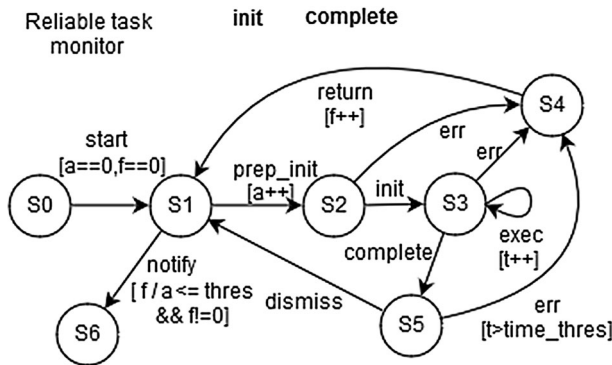 Reliable task
monitor
init complete
start
[a==0,f==0]
return
[f++]
prep_init
[a++]
err
err
init
S0
S1
S2
S3
S4
exec
[t++]
complete
notify
[ f / a <= thres
&& f!=0]
dismiss
S5
S6
err
[t>time_thres]